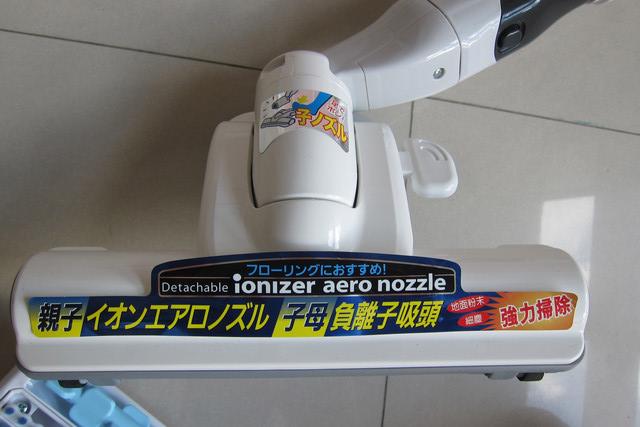 子ノズル
フローリングにおすすめ!
Detachable ionizer aero nozzle
親子イオンエアロノズル 子母負離子吸頭 地面粉末 細塵 強力掃除